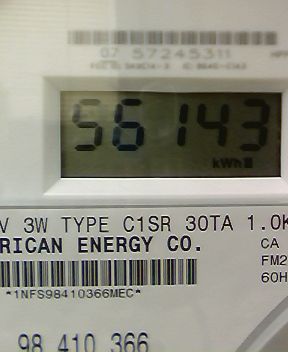 07 57245311
56143
kWh
V 3W TYPE C1SR 30TA 1.0K
RICAN ENERGY CO.
CA
FM2
60H
*1NFS98410366MEC*
98 410 366